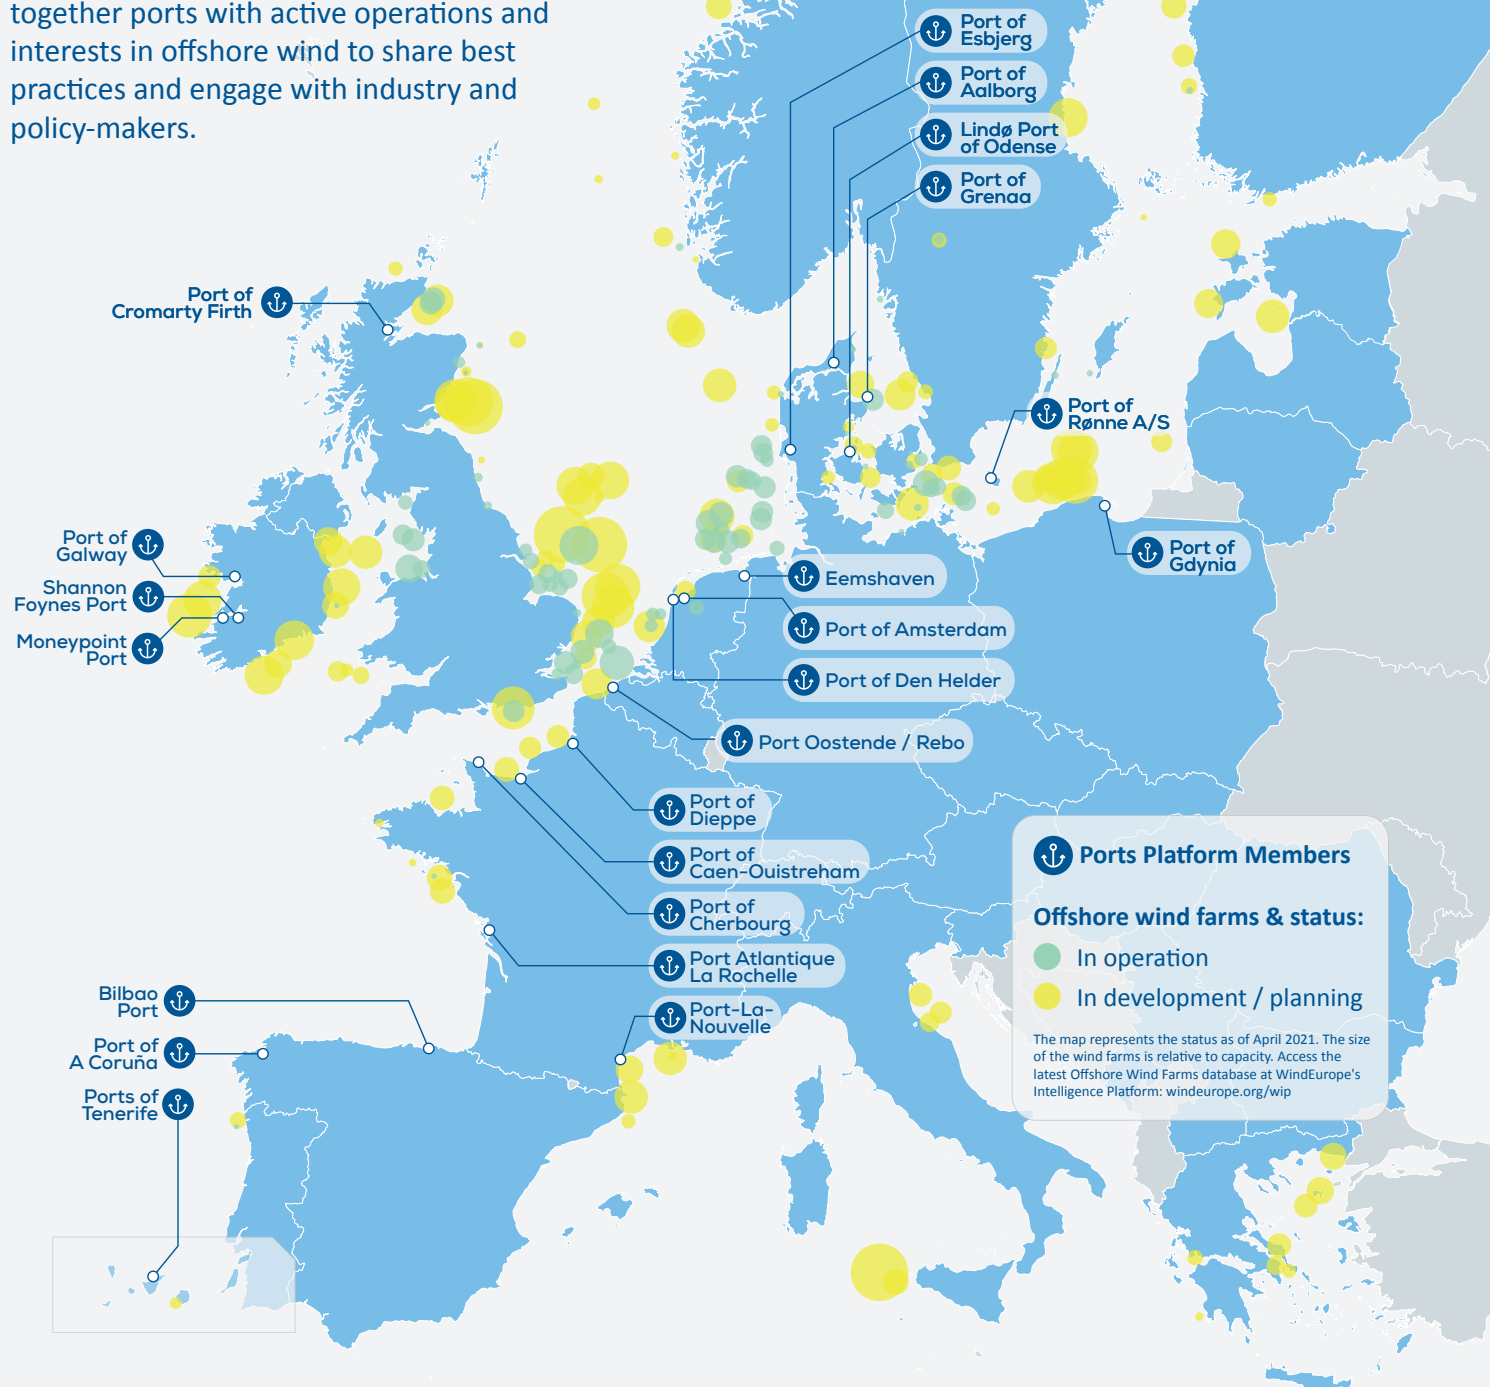 together ports with active operations and
interests in offshore wind to share best
practices and engage with industry and
policy-makers.
Port of
Esbjerg
Port of
Aalborg
Lindø Port
of Odense
Port of
Grenaa
Port of
Cromarty Firth
Port of
Rønne A/S
Port of
Galway
Shannon
Foynes Port
Moneypoint
Port
Port of
Gdynia
Eemshaven
Port of Amsterdam
Port of Den Helder
Port Oostende / Rebo
Port of
Dieppe
Port of
Caen-Ouistreham
Port of
Cherbourg
Port Atlantique
La Rochelle
Port-La-
Nouvelle
Bilbao
Port
Port of
A Coruña
Ports of
Tenerife
Ports Platform Members
Offshore wind farms & status:
In operation
In development / planning
The map represents the status as of April 2021. The size
of the wind farms is relative to capacity. Access the
latest Offshore Wind Farms database at WindEurope's
Intelligence Platform: windeurope.org/wip